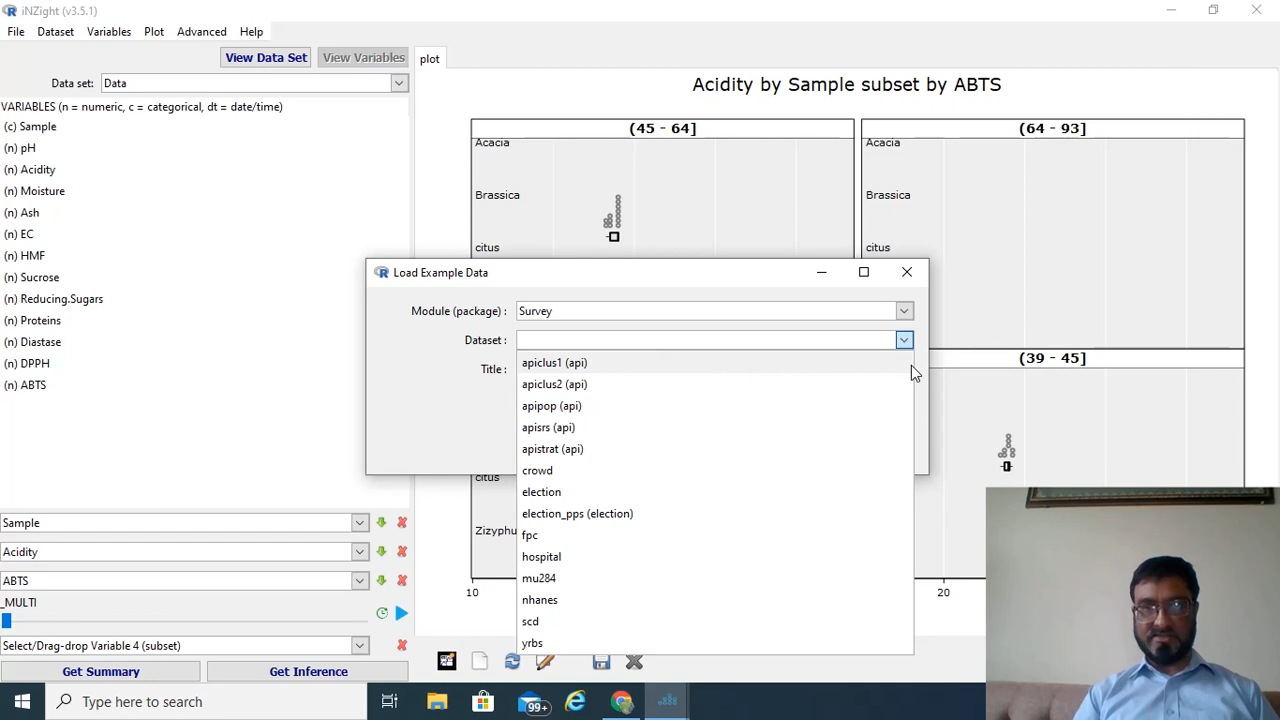 iNZight (v3.5.1)
File Dataset Variables Plot Advanced Help
View Data Set View Variables plot
Data set: Data
VARIABLES (n = numeric, c = categorical, dt = date/time)
(c) Sample
(n) pH
(n) Acidity
(n) Moisture
(n) Ash
(n) EC
(n) HMF
(n) Sucrose
(n) Reducing.Sugars
(n) Proteins
(n) Diastase
(n) DPPH
(n) ABTS
Sample
Acidity
ABTS
_MULTI
Select/Drag-drop Variable 4 (subset)
Get Summary Get Inference
Acidity by Sample subset by ABTS
(45 - 64] (64 - 93]
Acacia Acacia
Brassica Brassica
citus citus
Load Example Data
Module (package) : Survey
Dataset :
Title :
apiclus1 (api)
apiclus2 (api)
apipop (api)
apisrs (api)
apistrat (api)
crowd
election
election_pps (election)
fpc
hospital
mu284
nhanes
scd
yrbs
(39 - 45]
citus
Zizyphu
10 20
Type here to search
99+